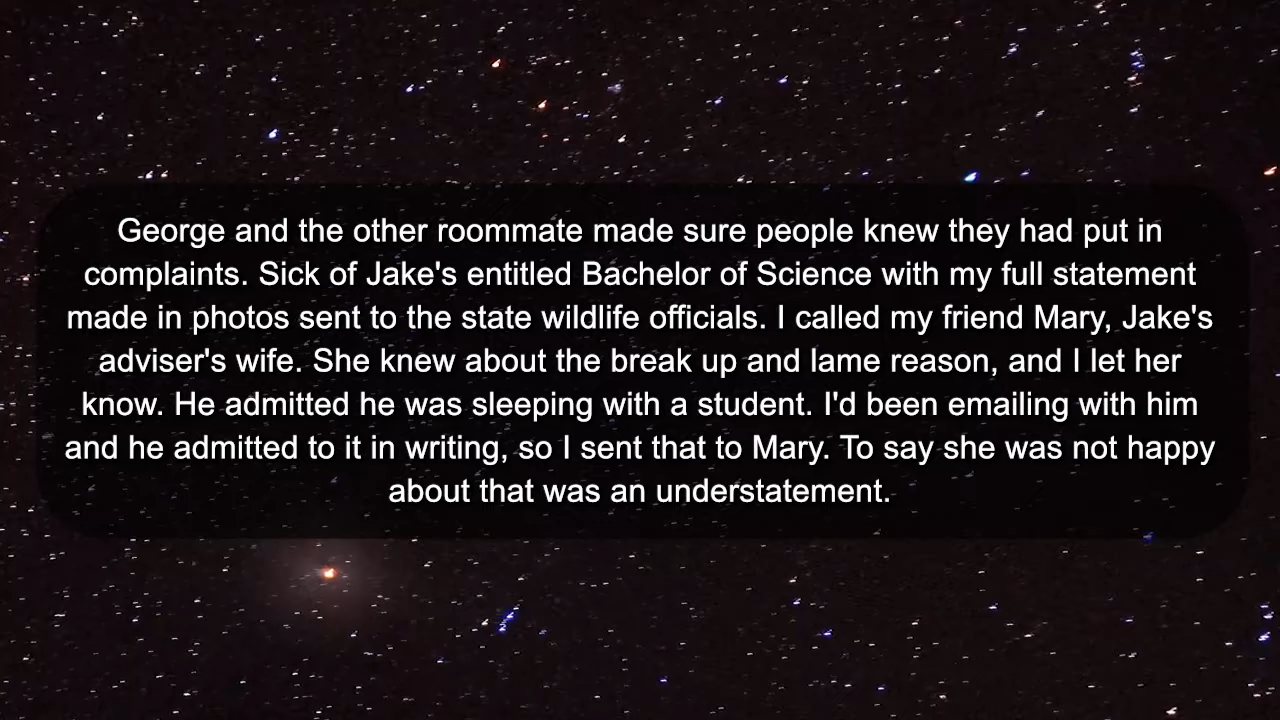 George and the other roommate made sure people knew they had put in
complaints. Sick of Jake's entitled Bachelor of Science with my full statement
made in photos sent to the state wildlife officials. I called my friend Mary, Jake's
adviser's wife. She knew about the break up and lame reason, and I let her
know. He admitted he was sleeping with a student. I'd been emailing with him
and he admitted to it in writing, so I sent that to Mary. To say she was not happy
about that was an understatement.